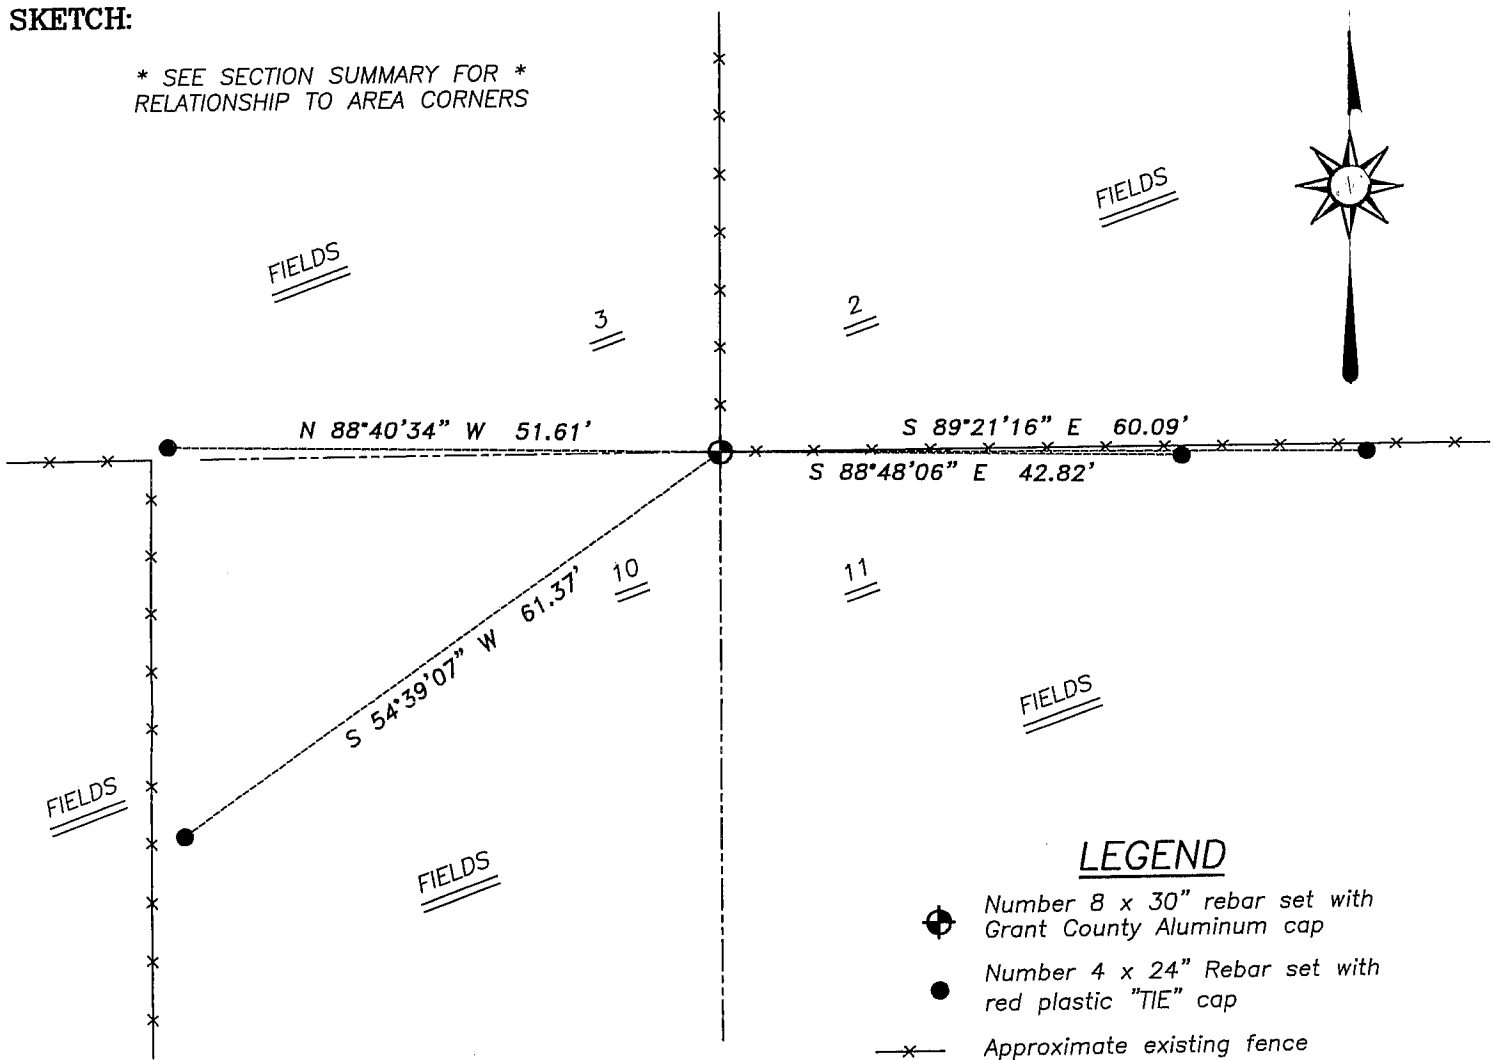 SKETCH:
* SEE SECTION SUMMARY FOR *
RELATIONSHIP TO AREA CORNERS
FIELDS
FIELDS
3
2
N 88°40'34" W 51.61'
S 89°21'16" E 60.09'
S 88°48'06" E 42.82'
10
11
S 54°39'07" W 61.37'
FIELDS
FIELDS
FIELDS
LEGEND
Number 8 x 30" rebar set with
Grant County Aluminum cap
Number 4 x 24" Rebar set with
red plastic "TIE" cap
Approximate existing fence